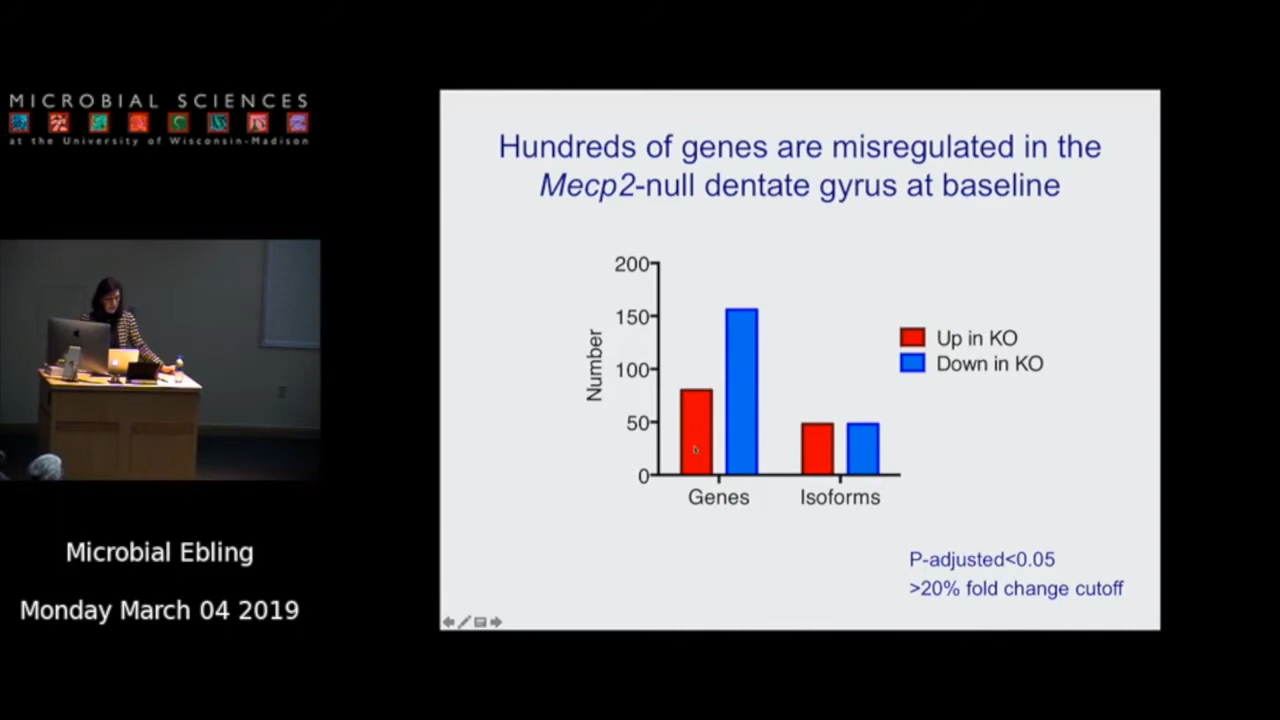 MICROBIAL SCIENCES
at the University of Wisconsin-Madison
Microbial Ebling
Monday March 04 2019
Hundreds of genes are misregulated in the
Mecp2-null dentate gyrus at baseline
Number
200
150
100
50
0
Genes
Isoforms
Up in KO
Down in KO
P-adjusted<0.05
>20% fold change cutoff